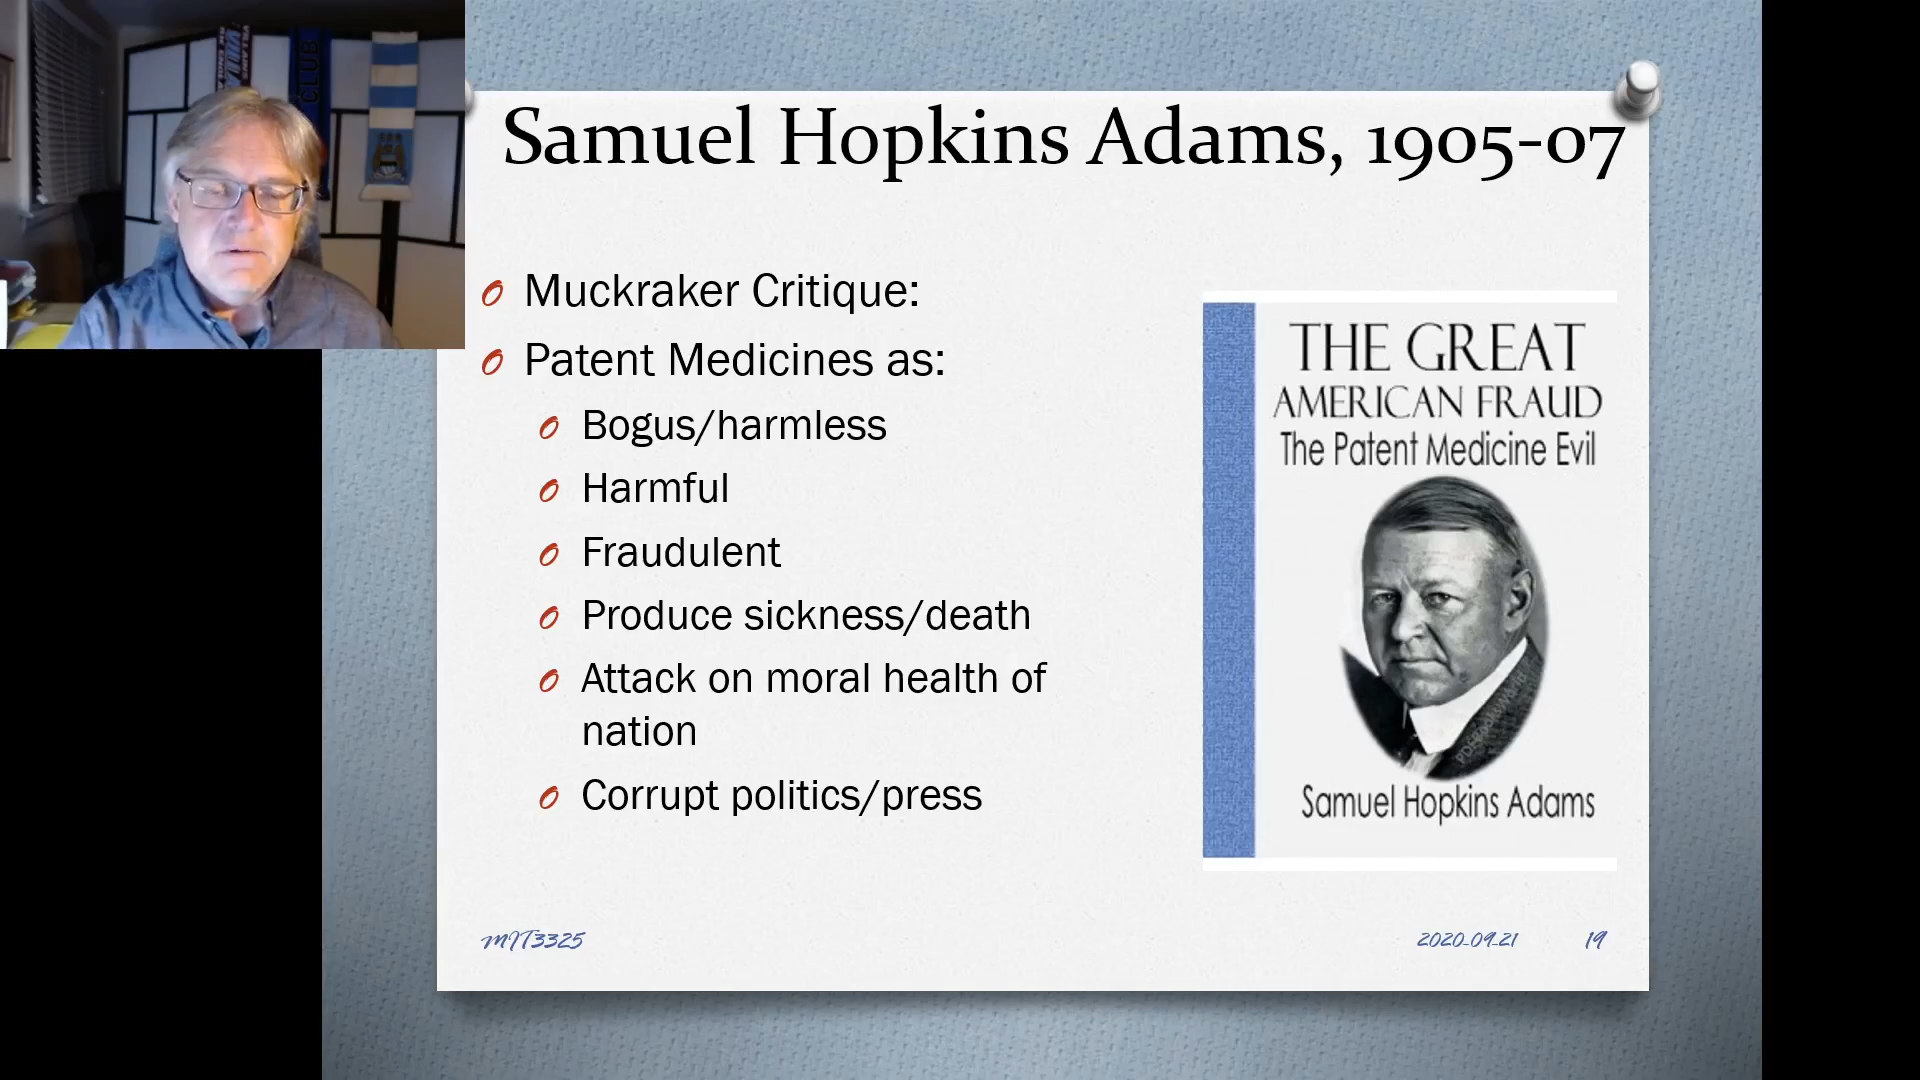 VILLA
CLUB
Samuel Hopkins Adams, 1905-07
Muckraker Critique:
Patent Medicines as:
Bogus/harmless
Harmful
Fraudulent
Produce sickness/death
Attack on moral health of
nation
Corrupt politics/press
THE GREAT
AMERICAN FRAUD
The Patent Medicine Evil
Samuel Hopkins Adams
MIT3325
2020-09-21
19